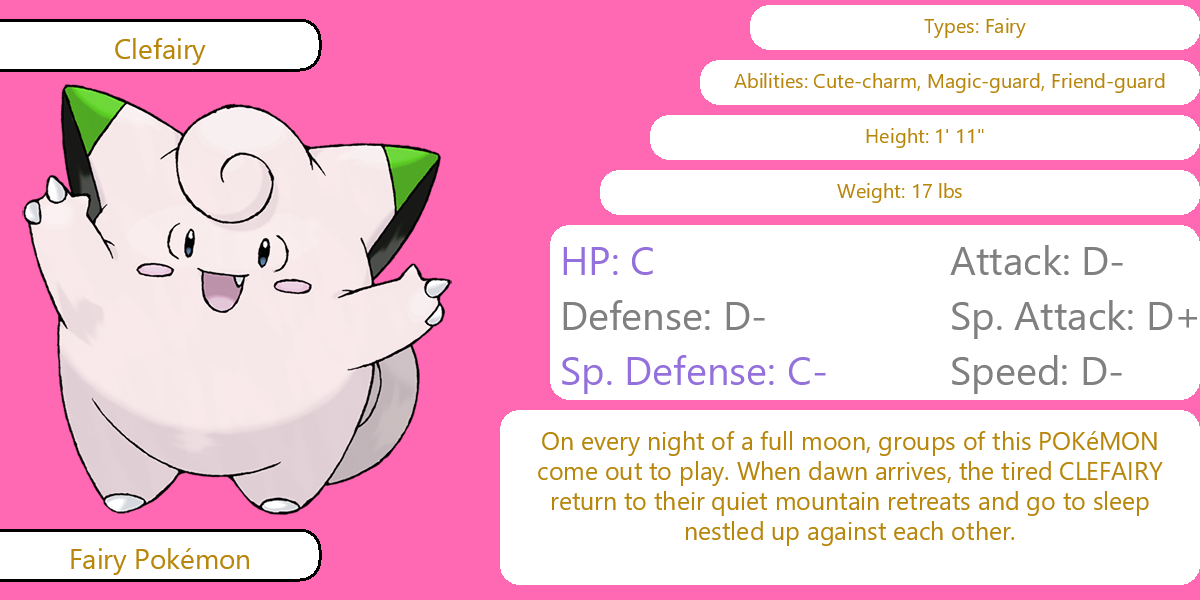 Clefairy
Types: Fairy
Abilities: Cute-charm, Magic-guard, Friend-guard
Height: 1' 11"
Weight: 17 lbs
HP: C
Attack: D-
Defense: D-
Sp. Attack: D+
Sp. Defense: C-
Speed: D-
On every night of a full moon, groups of this POKéMON
come out to play. When dawn arrives, the tired CLEFAIRY
return to their quiet mountain retreats and go to sleep
nestled up against each other.
Fairy Pokémon